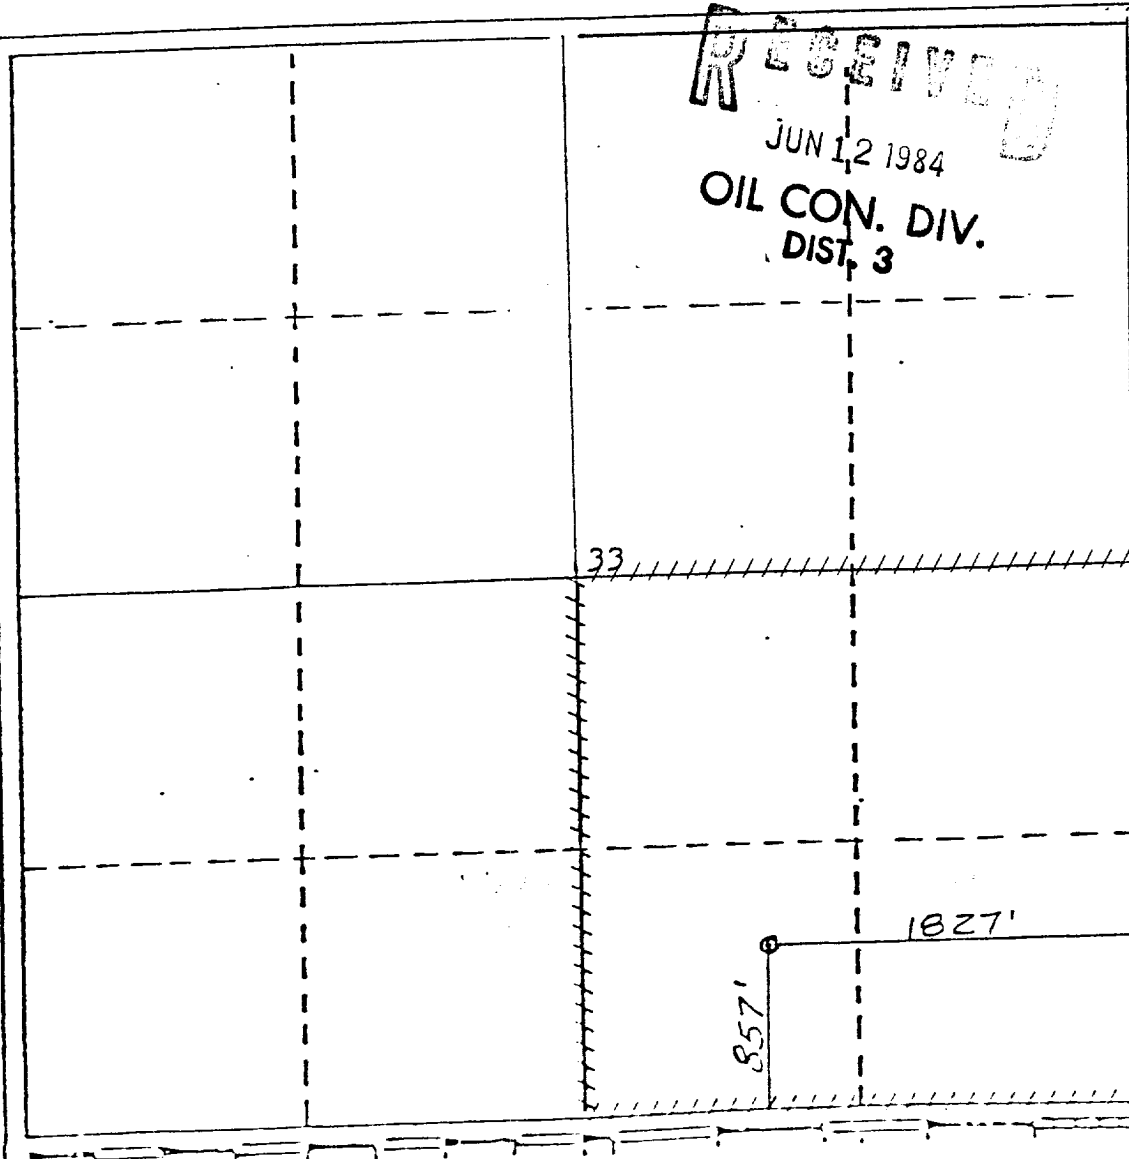 RECEIVED
JUN 12 1984
OIL CON. DIV.
DIST. 3
33
1827'
857'